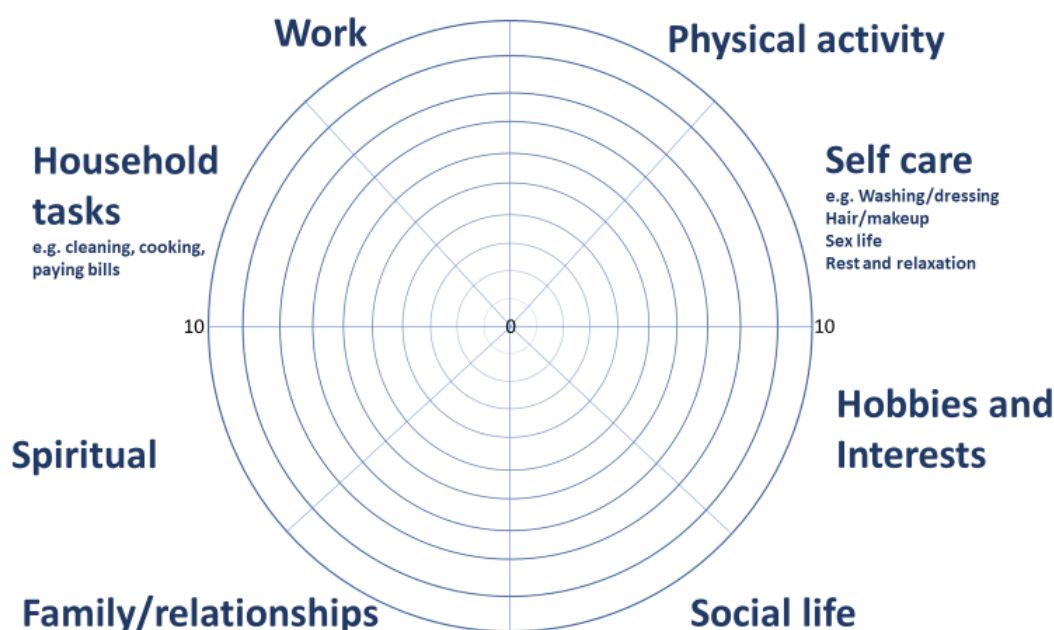 Work
Physical activity
Household
tasks
e.g. cleaning, cooking,
paying bills
Self care
e.g. Washing/dressing
Hair/makeup
Sex life
Rest and relaxation
10
0
10
Hobbies and
Interests
Spiritual
Family/relationships
Social life